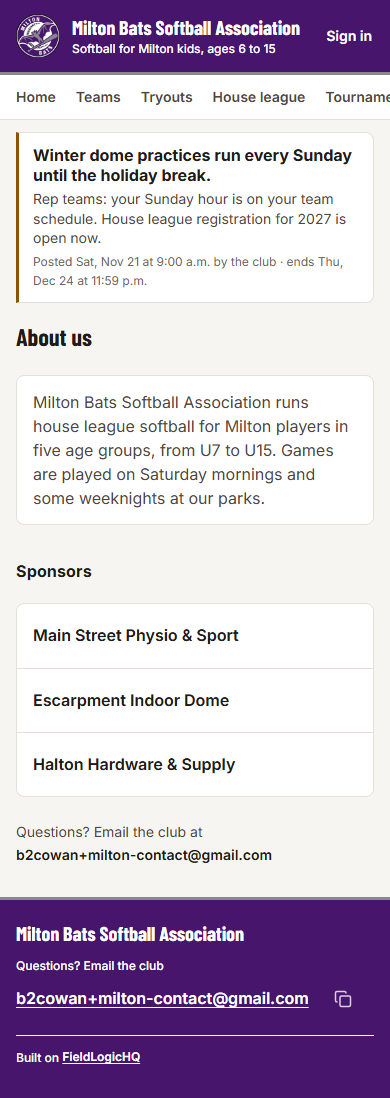 MILTON
BATS
Milton Bats Softball Association
Softball for Milton kids, ages 6 to 15
Sign in
Home Teams Tryouts House league Tourname
Winter dome practices run every Sunday
until the holiday break.
Rep teams: your Sunday hour is on your team
schedule. House league registration for 2027 is
open now.
Posted Sat, Nov 21 at 9:00 a.m. by the club · ends Thu,
Dec 24 at 11:59 p.m.
About us
Milton Bats Softball Association runs
house league softball for Milton players in
five age groups, from U7 to U15. Games
are played on Saturday mornings and
some weeknights at our parks.
Sponsors
Main Street Physio & Sport
Escarpment Indoor Dome
Halton Hardware & Supply
Questions? Email the club at
b2cowan+milton-contact@gmail.com
Milton Bats Softball Association
Questions? Email the club
b2cowan+milton-contact@gmail.com
Built on FieldLogicHQ